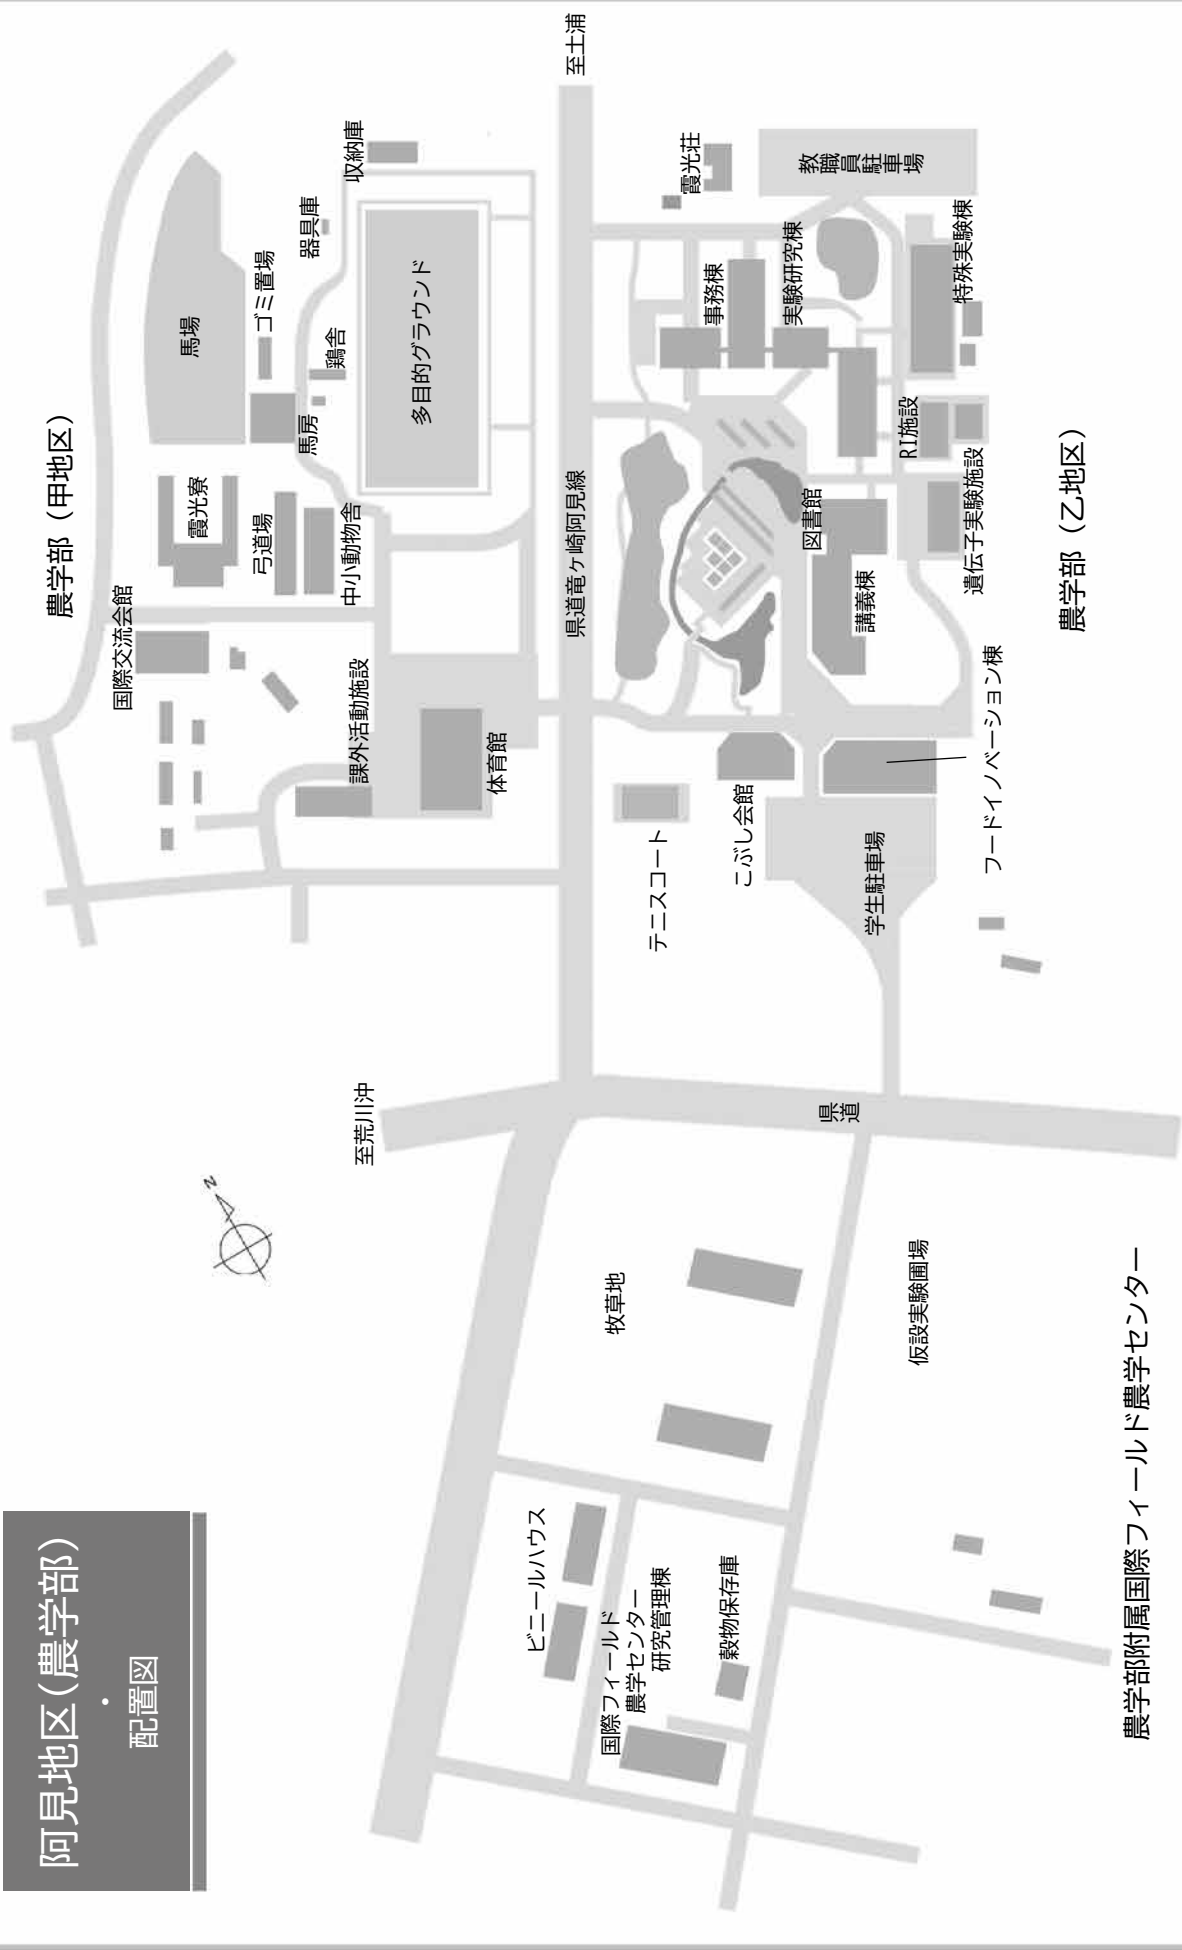 阿見地区(農学部)
・
配置図
農学部(甲地区)
国際交流会館
霞光寮
弓道場
中小動物舎
課外活動施設
体育館
馬場
ゴミ置場
馬房
鶏舎
器具庫
収納庫
多目的グラウンド
県道竜ヶ崎阿見線
至土浦
至荒川沖
N
農学部(乙地区)
霞光荘
教
職
員
駐
車
場
事務棟
実験研究棟
特殊実験棟
RI施設
遺伝子実験施設
図書館
講義棟
フードイノベーション棟
こぶし会館
テニスコート
学生駐車場
県
道
牧草地
仮設実験圃場
ビニールハウス
国際フィールド
農学センター
研究管理棟
穀物保存庫
農学部附属国際フィールド農学センター